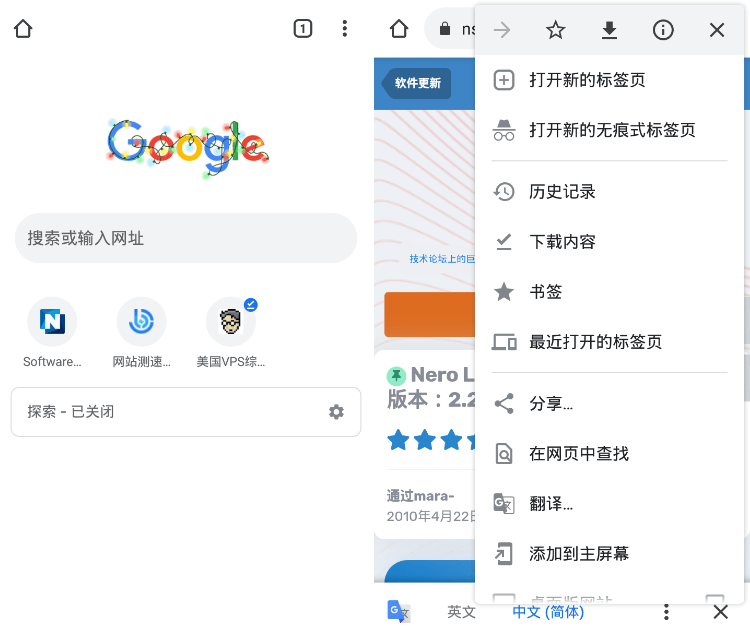 1
Google
搜索或输入网址
Software...
网站测速...
美国VPS综...
探索 - 已关闭
ns
软件更新
技术论坛上的巨
Nero L
版本：2.2
通过mara-
2010年4月22日
英文
中文 (简体)
打开新的标签页
打开新的无痕式标签页
历史记录
下载内容
书签
最近打开的标签页
分享...
在网页中查找
翻译...
添加到主屏幕
桌面版网站